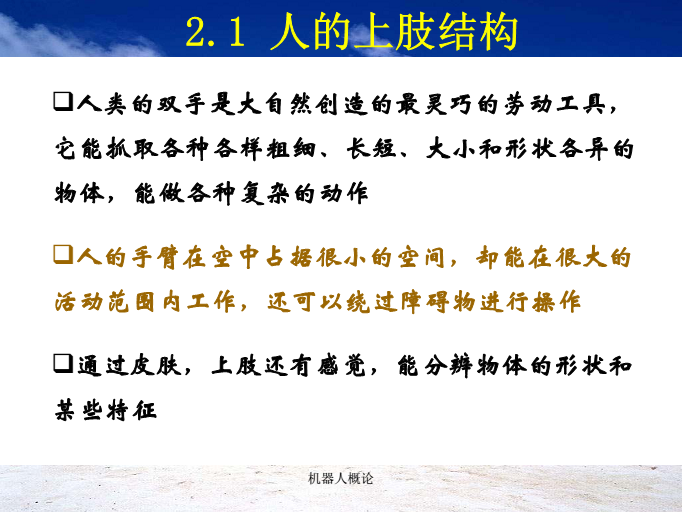 2.1 人的上肢结构
❑人类的双手是大自然创造的最灵巧的劳动工具，
它能抓取各种各样粗细、长短、大小和形状各异的
物体，能做各种复杂的动作
❑人的手臂在空中占据很小的空间，却能在很大的
活动范围内工作，还可以绕过障碍物进行操作
❑通过皮肤，上肢还有感觉，能分辨物体的形状和
某些特征
机器人概论